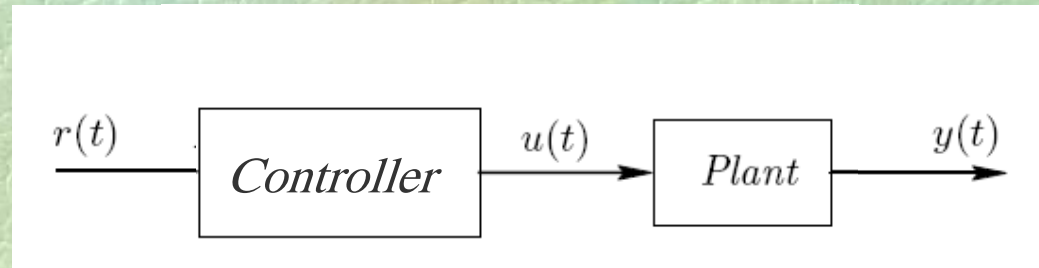 r(t)
Controller
u(t)
Plant
y(t)